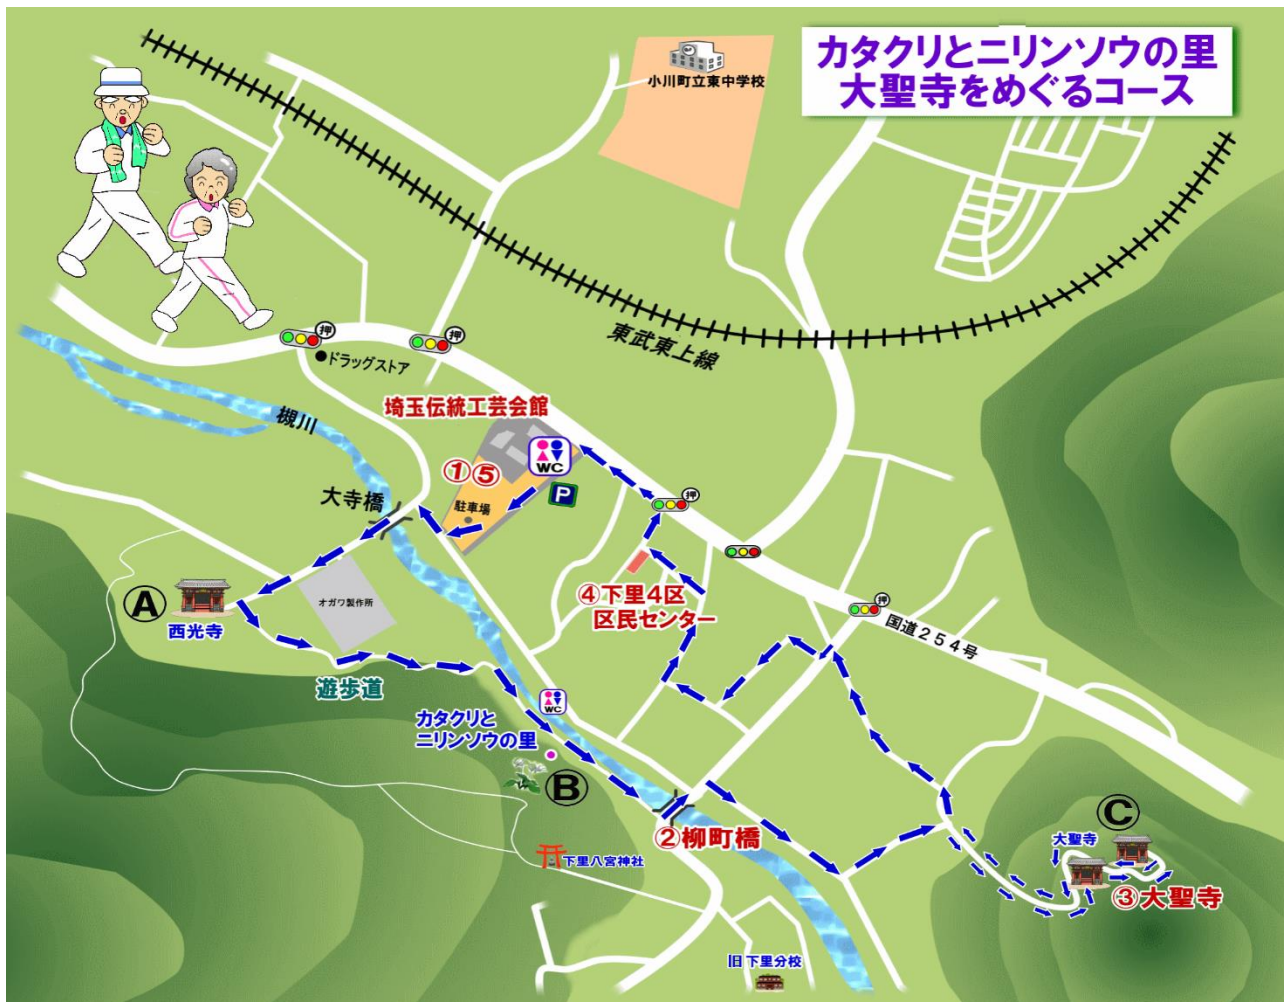 カタクリとニリンソウの里
大聖寺をめぐるコース
小川町立東中学校
東武東上線
押
押
ドラッグストア
槻川
埼玉伝統工芸会館
WC
①⑤
P
駐車場
大寺橋
押
A
西光寺
オガワ製作所
④下里4区
区民センター
押
国道254号
遊歩道
WC
カタクリと
ニリンソウの里
B
②柳町橋
C
大聖寺
③大聖寺
下里八宮神社
旧下里分校